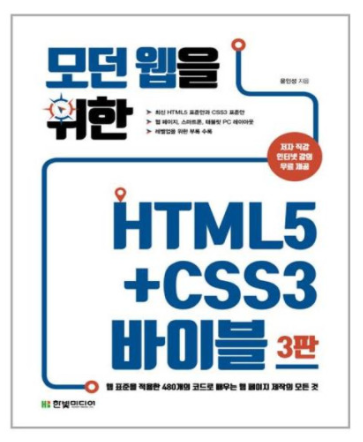 모던 웹을
위한
윤인성 지음
> 최신 HTML5 표준안과 CSS3 표준안
> 웹 페이지, 스마트폰, 태블릿 PC 레이아웃
> 레벨업을 위한 부록 수록
저자 직강
인터넷 강의
무료 제공
HTML5
+CSS3
바이블 3판
웹 표준을 적용한 480개의 코드로 배우는 웹 페이지 제작의 모든 것
한빛미디어